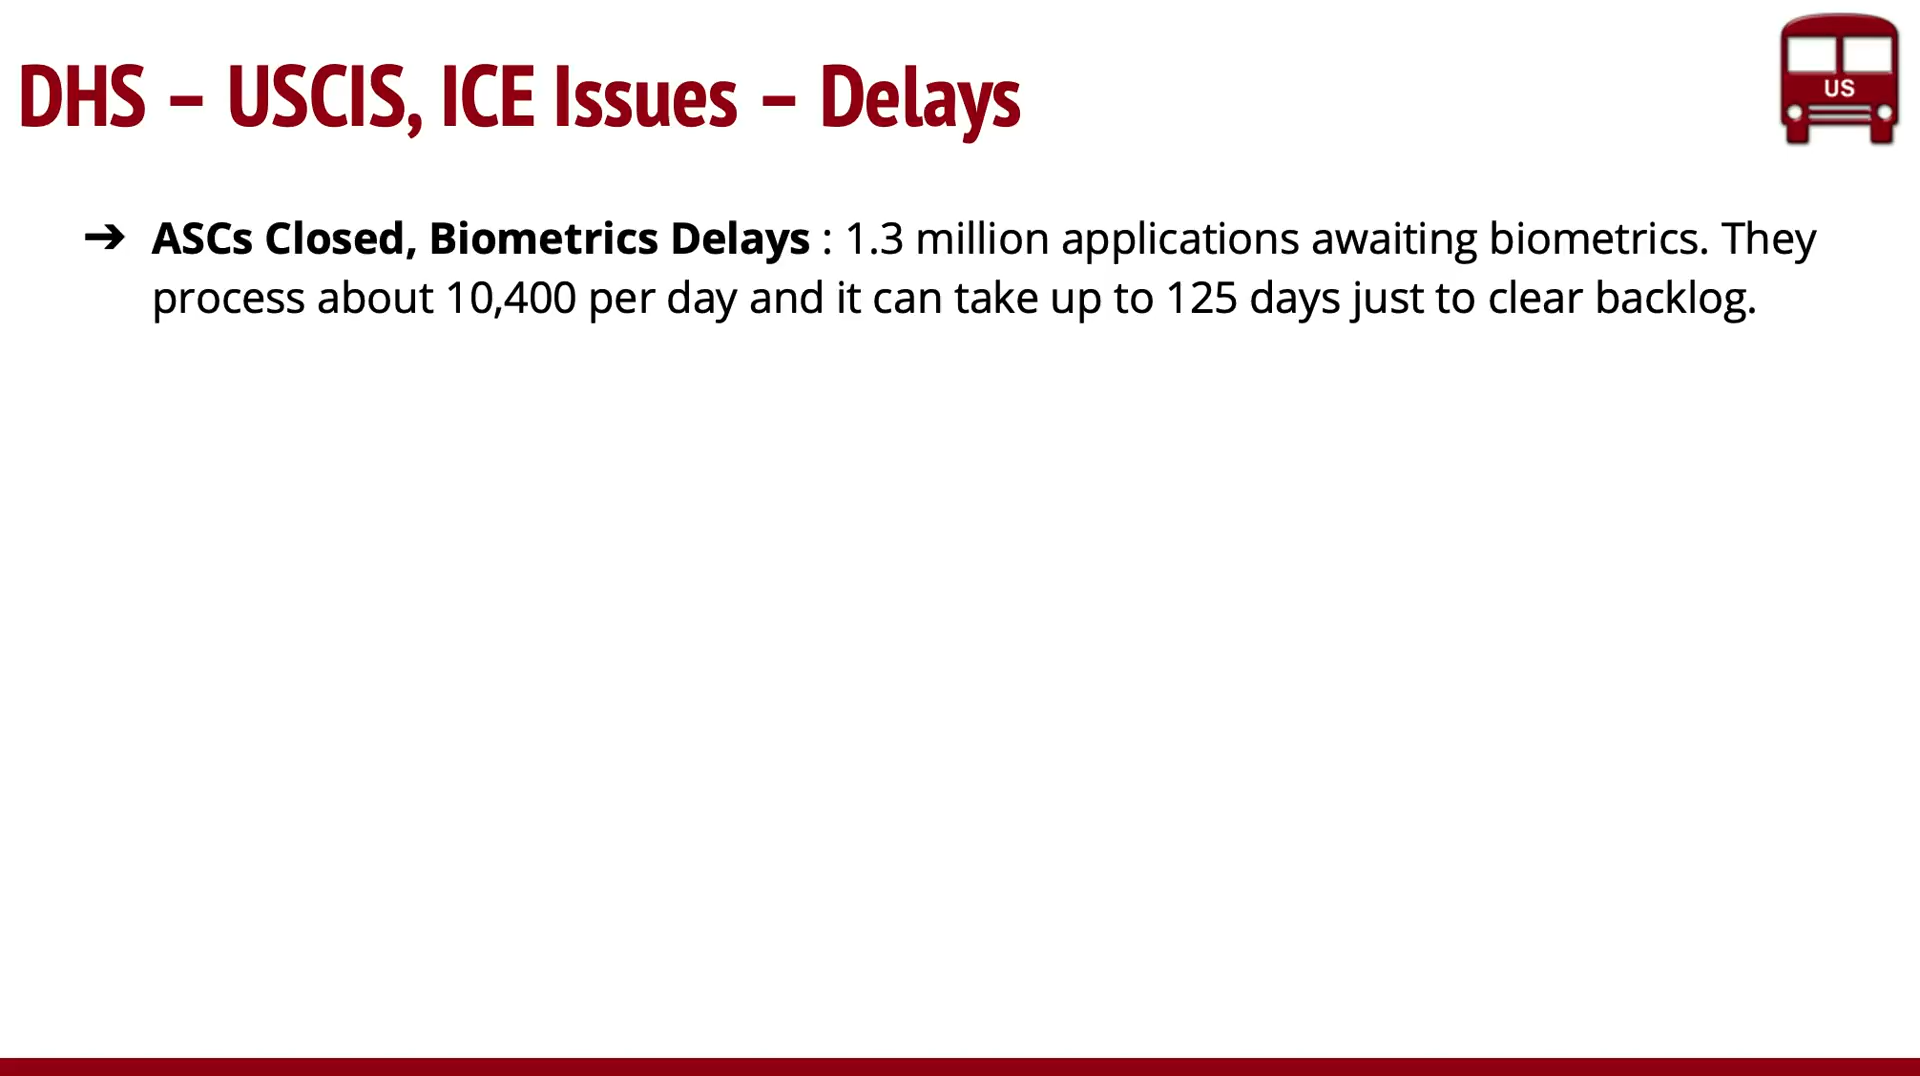 DHS – USCIS, ICE Issues – Delays
US
➔ ASCs Closed, Biometrics Delays : 1.3 million applications awaiting biometrics. They
process about 10,400 per day and it can take up to 125 days just to clear backlog.